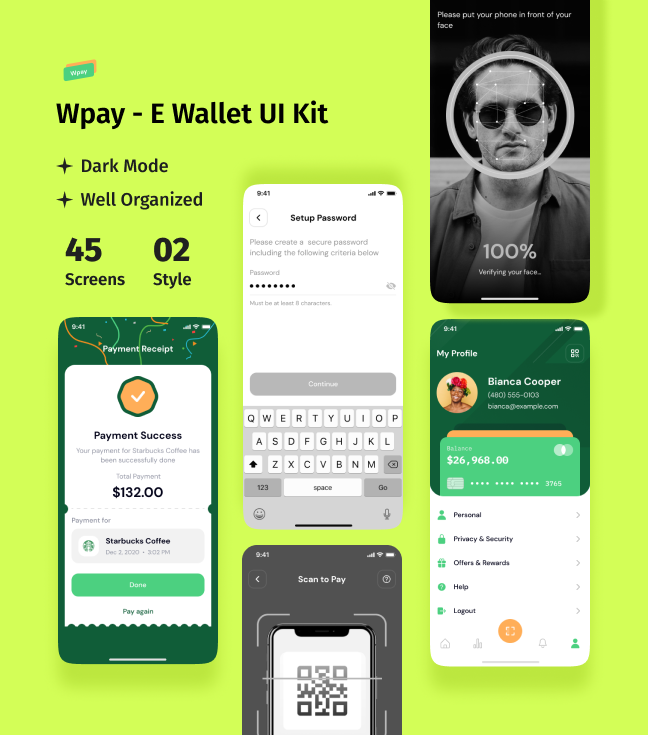 Wpay
Wpay - E Wallet UI Kit
Dark Mode
Well Organized
45
Screens
02
Style
9:41
Payment Receipt
Payment Success
Your payment for Starbucks Coffee has
been successfully done
Total Payment
$132.00
Payment for
Starbucks Coffee
Dec 2, 2020 • 3:02 PM
Done
Pay again
9:41
Setup Password
Please create a secure password
including the following criteria below
Password
Must be at least 8 characters.
Continue
Q W E R T Y U I O P
A S D F G H J K L
Z X C V B N M
123 space Go
9:41
Scan to Pay
Please put your phone in front of your
face
100%
Verifying your face...
9:41
My Profile
Bianca Cooper
(480) 555-0103
bianca@example.com
Balance
$26,968.00
•••• •••• •••• 3765
Personal
Privacy & Security
Offers & Rewards
Help
Logout